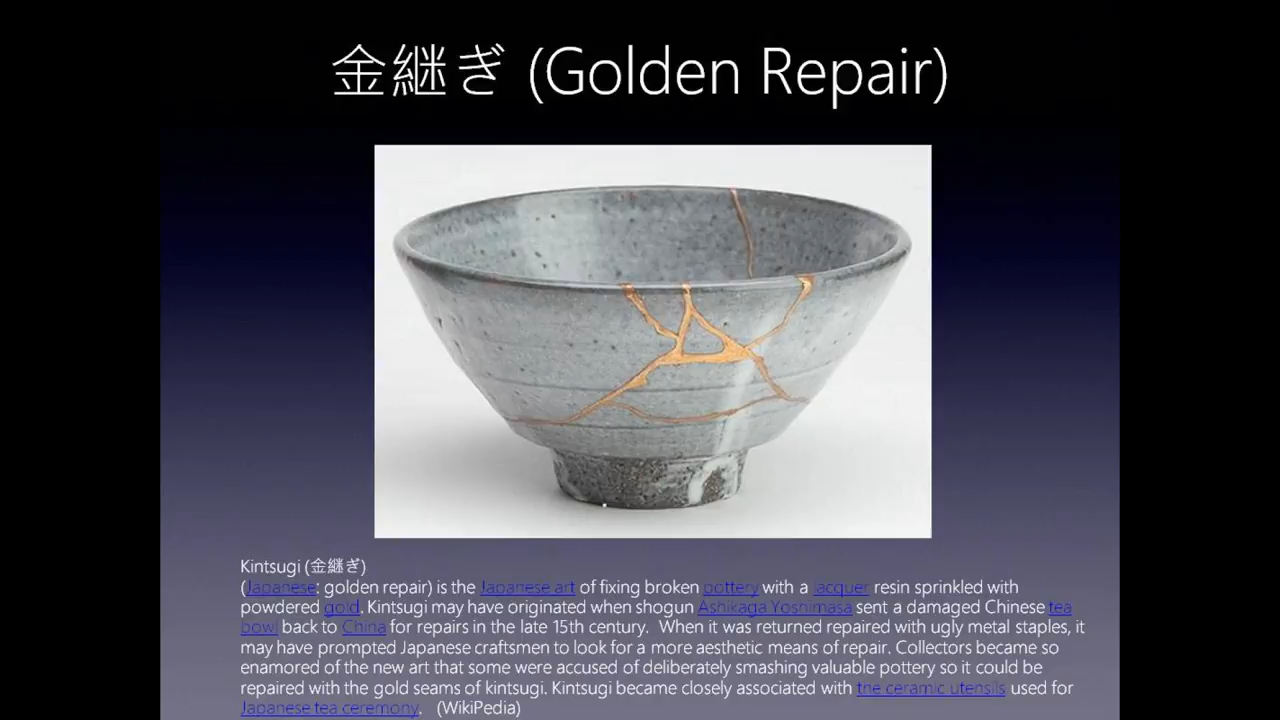 金継ぎ (Golden Repair)
Kintsugi (金継ぎ)
(Japanese: golden repair) is the Japanese art of fixing broken pottery with a lacquer resin sprinkled with
powdered gold. Kintsugi may have originated when shogun Ashikaga Yoshimasa sent a damaged Chinese tea
bowl back to China for repairs in the late 15th century.  When it was returned repaired with ugly metal staples, it
may have prompted Japanese craftsmen to look for a more aesthetic means of repair. Collectors became so
enamored of the new art that some were accused of deliberately smashing valuable pottery so it could be
repaired with the gold seams of kintsugi. Kintsugi became closely associated with the ceramic utensils used for
Japanese tea ceremony.   (WikiPedia)